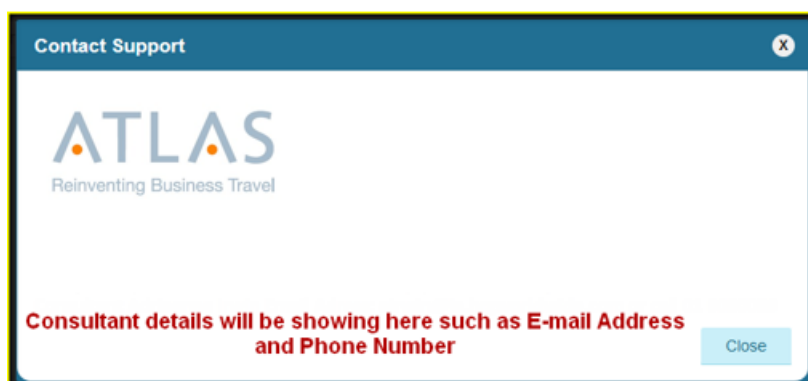 Contact Support
X
ATLAS
Reinventing Business Travel
Consultant details will be showing here such as E-mail Address
and Phone Number
Close